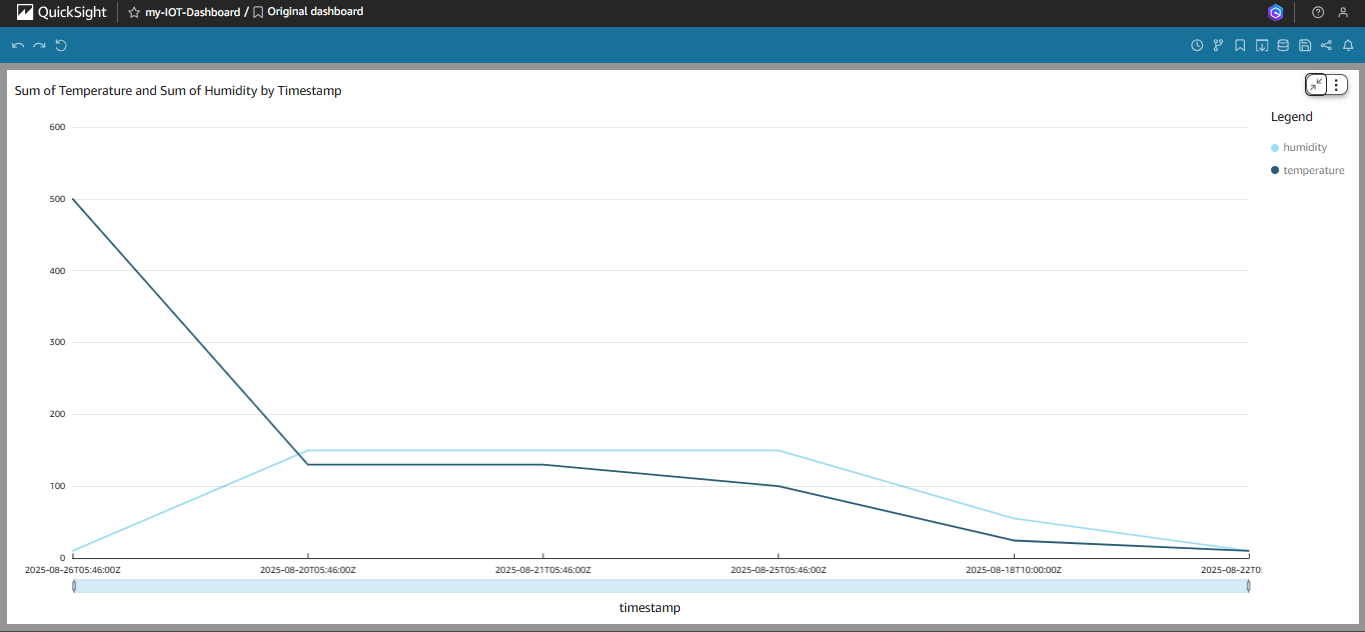 QuickSight my-IOT-Dashboard / Original dashboard
Sum of Temperature and Sum of Humidity by Timestamp
Legend
humidity
temperature
600
500
400
300
200
100
0
2025-08-26T05:46:00Z 2025-08-20T05:46:00Z 2025-08-21T05:46:00Z 2025-08-25T05:46:00Z 2025-08-18T10:00:00Z 2025-08-22T05:
timestamp